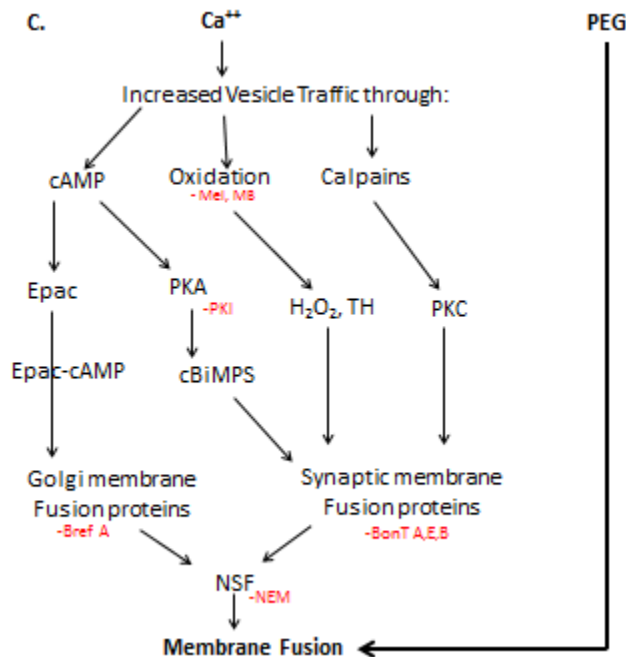 C. Ca⁺⁺ PEG
Increased Vesicle Traffic through:
cAMP Oxidation Calpains
- Mel, MB
Epac PKA H₂O₂, TH PKC
-PKI
Epac-cAMP cBiMPS
Golgi membrane Synaptic membrane
Fusion proteins Fusion proteins
-Bref A -BonT A,E,B
NSF
-NEM
Membrane Fusion